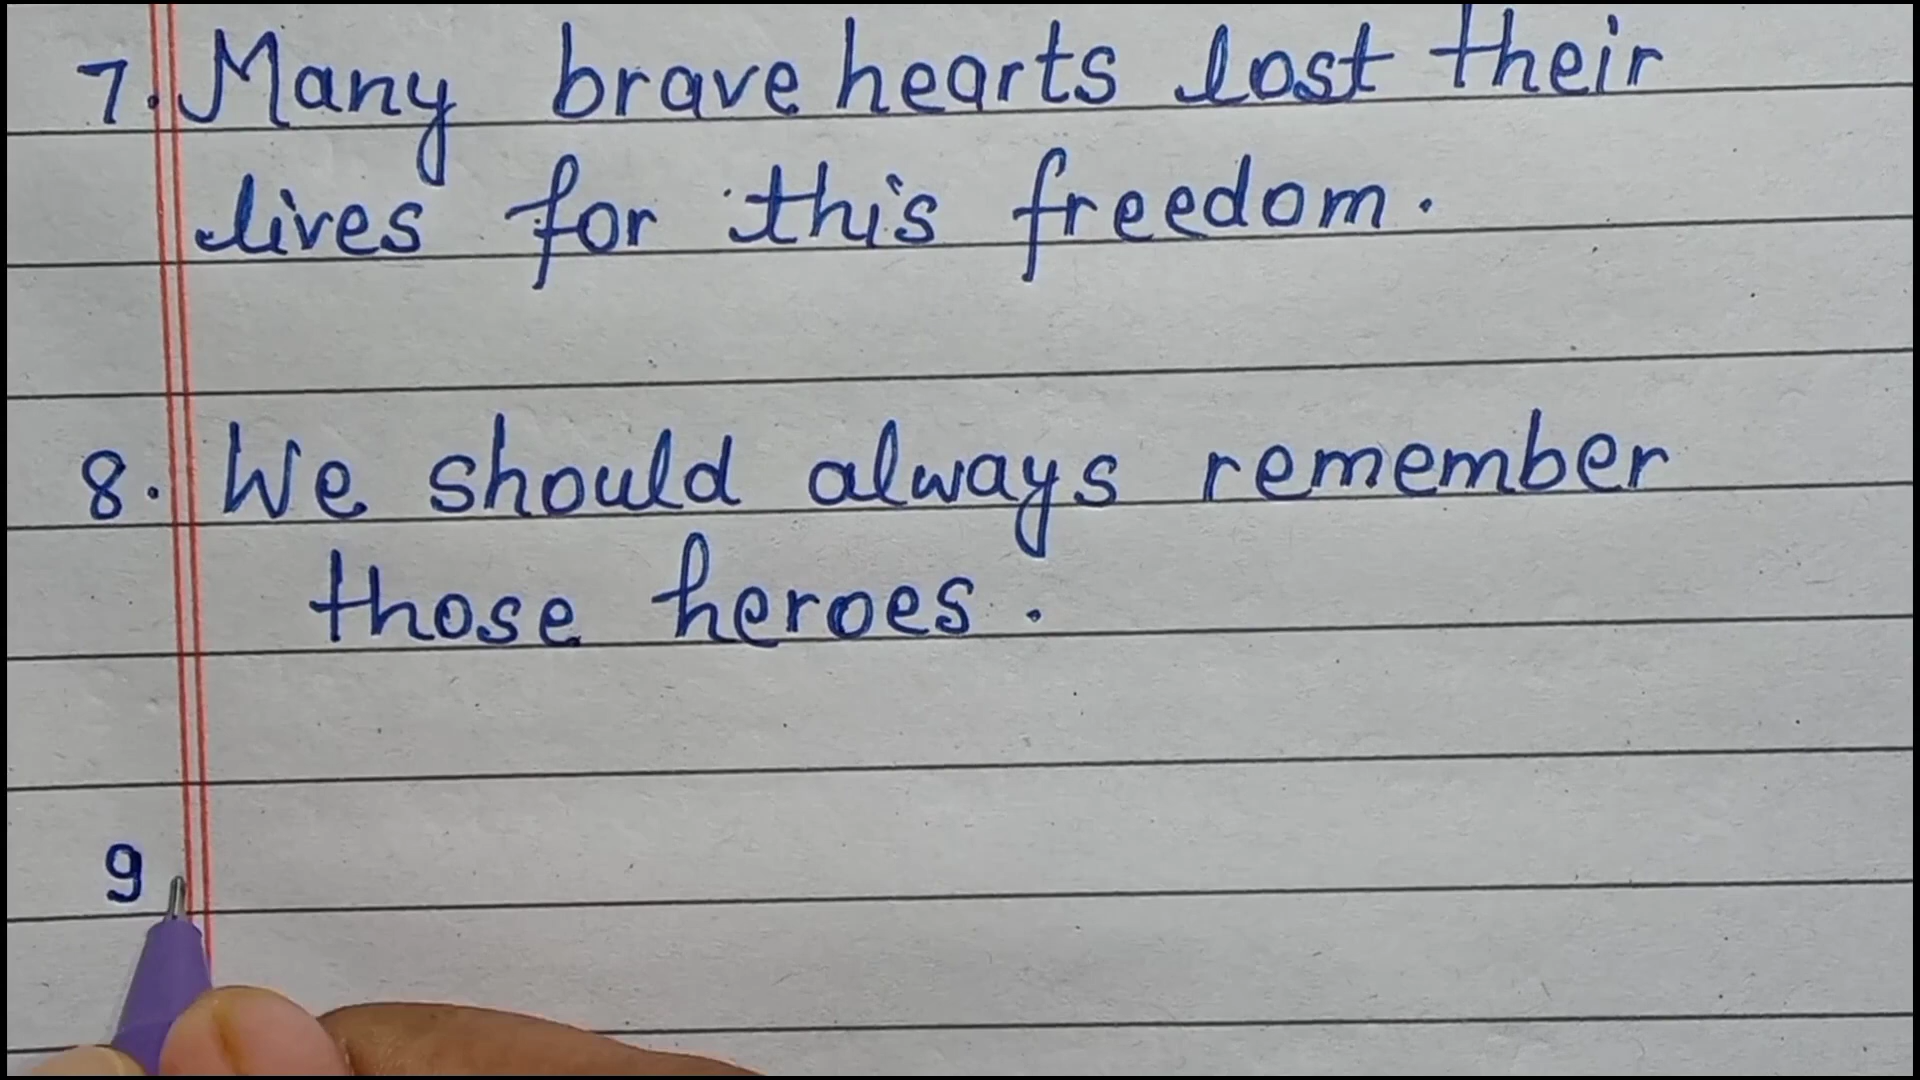 7. Many brave hearts lost their
lives for this freedom.
8. We should always remember
those heroes.
9